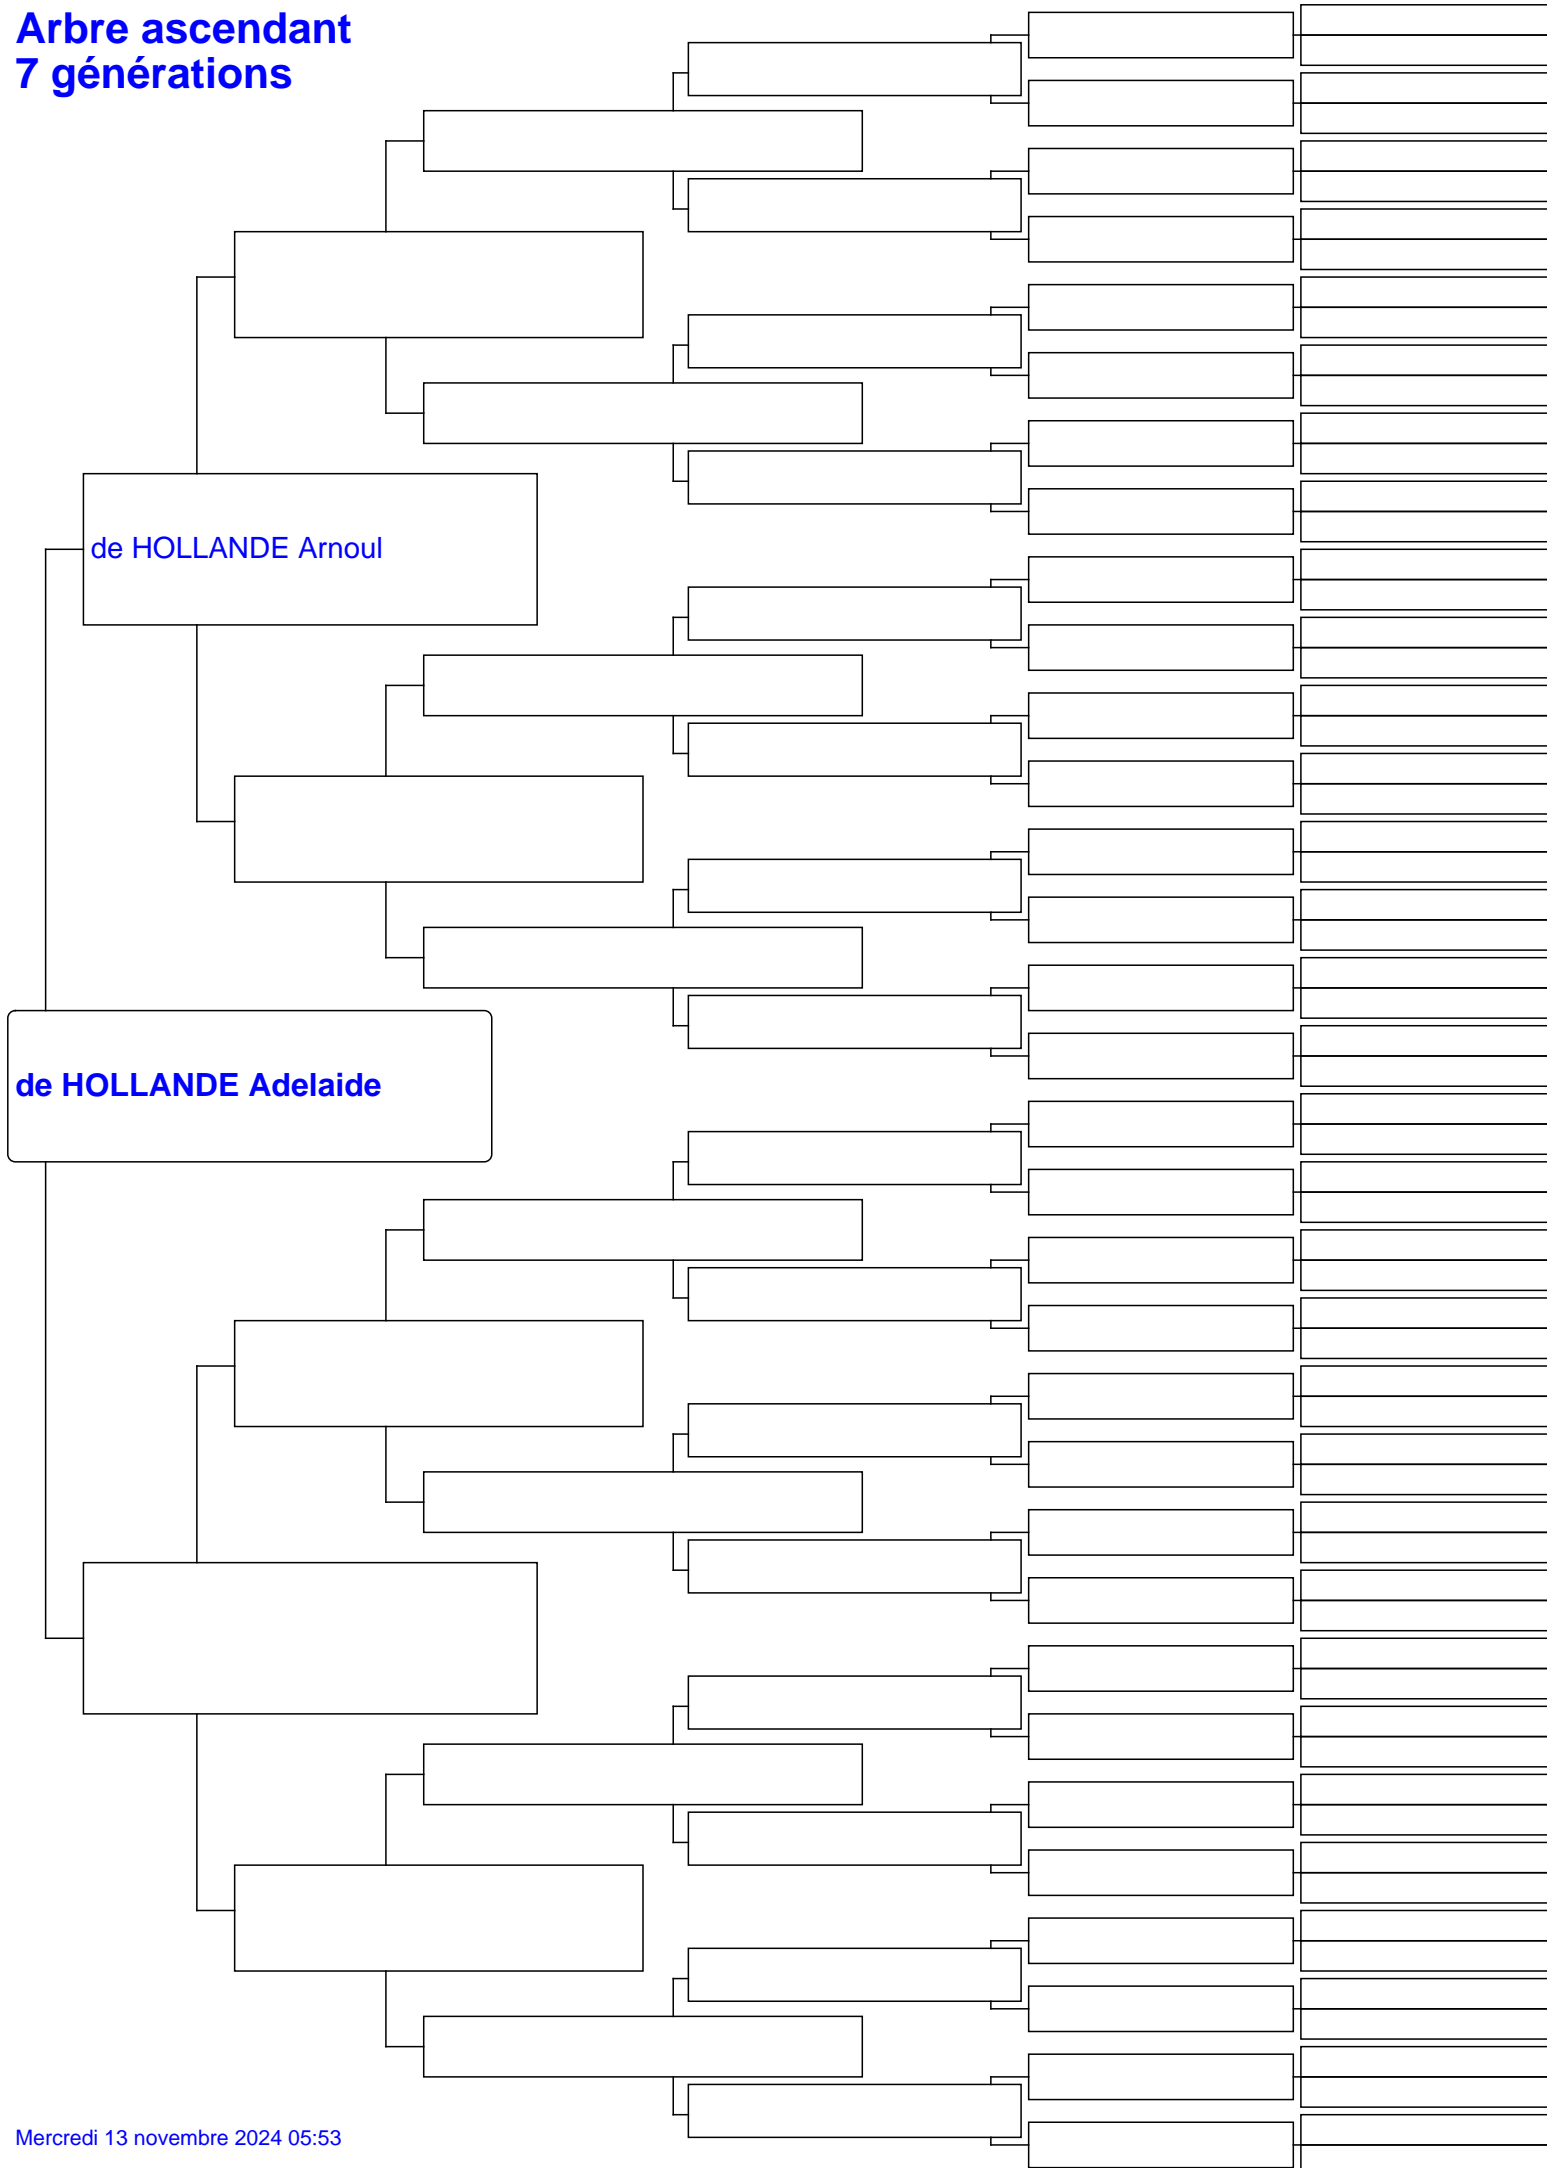 Arbre ascendant
7 générations
de HOLLANDE Arnoul
de HOLLANDE Adelaide
Mercredi 13 novembre 2024 05:53